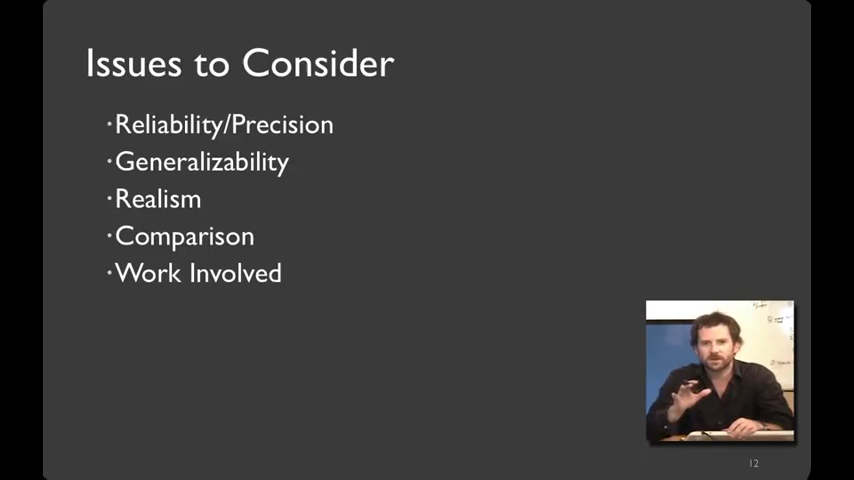 Issues to Consider
·Reliability/Precision
·Generalizability
·Realism
·Comparison
·Work Involved
12